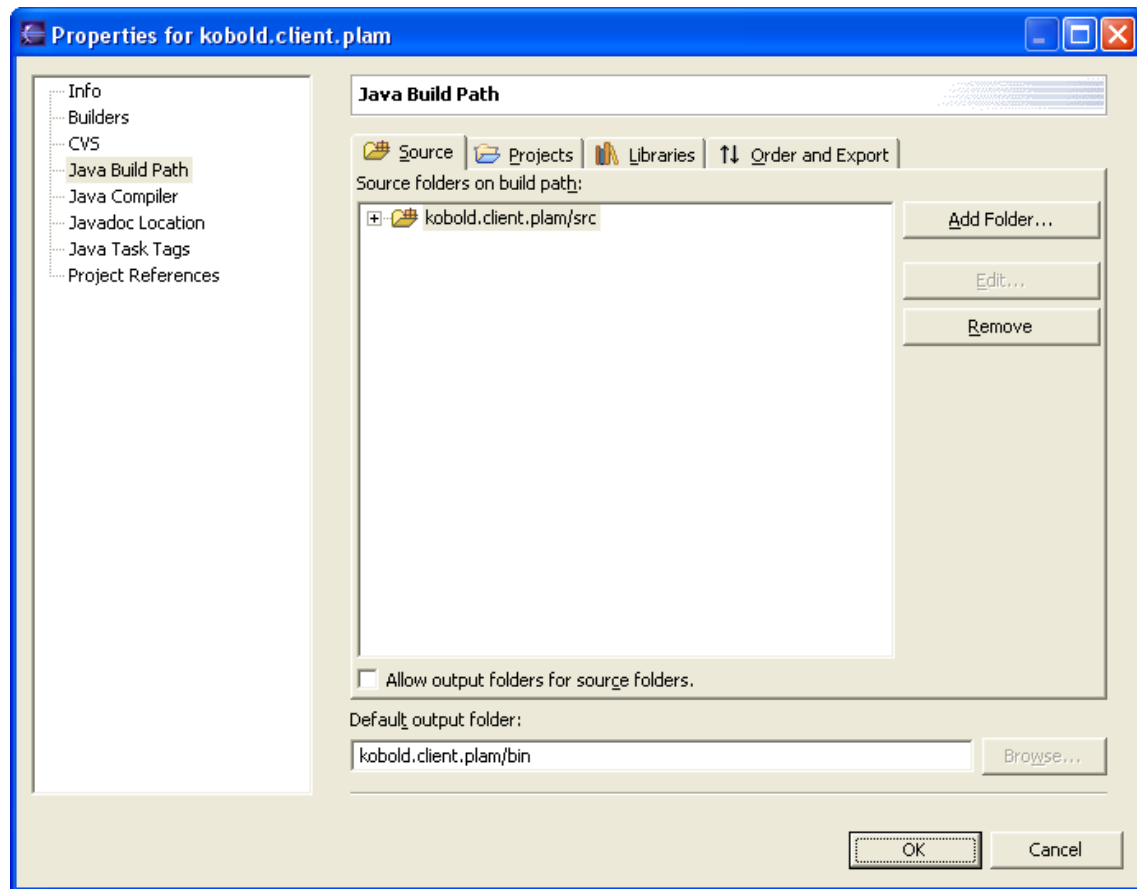 Properties for kobold.client.plam
Info
Builders
CVS
Java Build Path
Java Compiler
Javadoc Location
Java Task Tags
Project References
Java Build Path
Source Projects Libraries Order and Export
Source folders on build path:
kobold.client.plam/src
Add Folder...
Edit...
Remove
Allow output folders for source folders.
Default output folder:
kobold.client.plam/bin
Browse...
OK Cancel